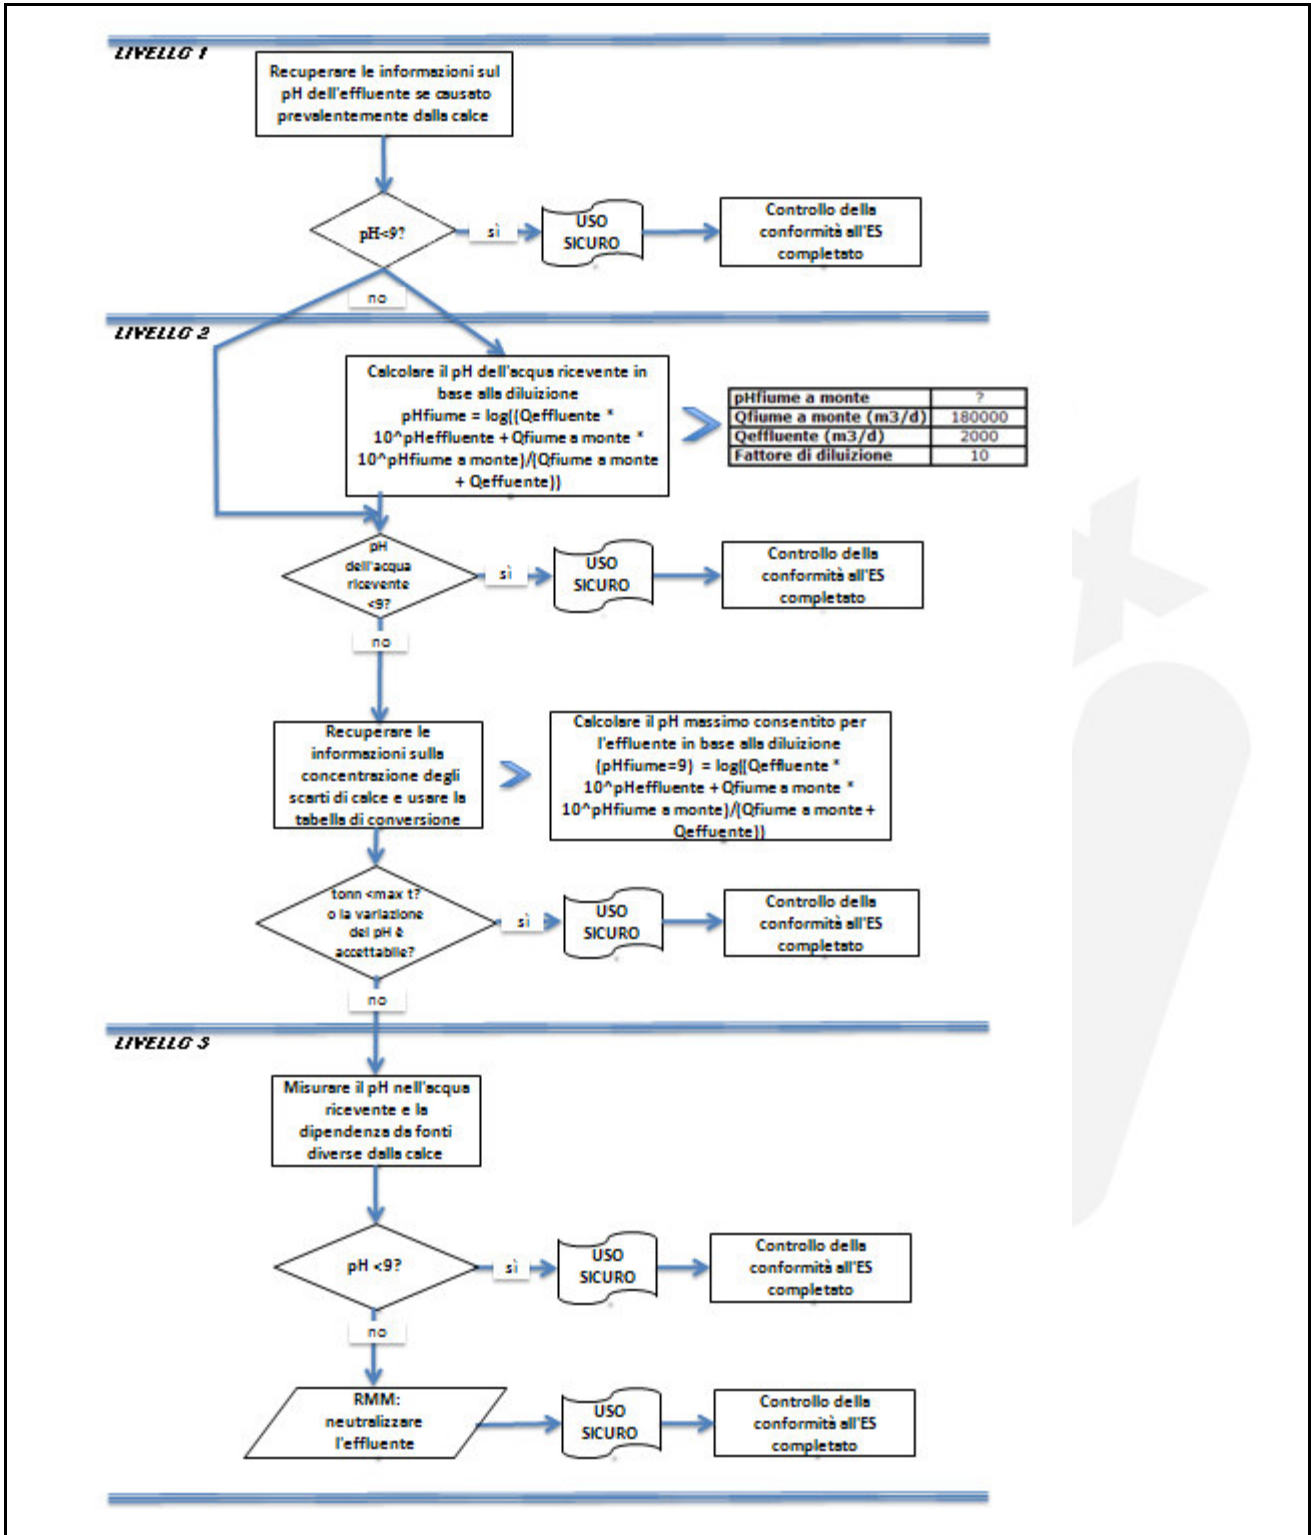 LIVELLO 1
Recuperare le informazioni sul
pH dell'effluente se causato
prevalentemente dalla calce
pH<9?
sì
USO
SICURO
Controllo della
conformità all'ES
completato
no
LIVELLO 2
Calcolare il pH dell'acqua ricevente in
base alla diluizione
pHfiume = log((Qeffluente *
10^pHeffluente + Qfiume a monte *
10^pHfiume a monte)/(Qfiume a monte
+ Qeffuente))
pHfiume a monte ?
Qfiume a monte (m3/d) 180000
Qeffluente (m3/d) 2000
Fattore di diluizione 10
pH
dell'acqua
ricevente
<9?
sì
USO
SICURO
Controllo della
conformità all'ES
completato
no
Recuperare le
informazioni sulla
concentrazione degli
scarti di calce e usare la
tabella di conversione
Calcolare il pH massimo consentito per
l'effluente in base alla diluizione
(pHfiume=9) = log((Qeffluente *
10^pHeffluente + Qfiume a monte *
10^pHfiume a monte)/(Qfiume a monte +
Qeffuente))
tonn <max t?
o la variazione
del pH è
accettabile?
sì
USO
SICURO
Controllo della
conformità all'ES
completato
no
LIVELLO 3
Misurare il pH nell'acqua
ricevente e la
dipendenza da fonti
diverse dalla calce
pH <9?
sì
USO
SICURO
Controllo della
conformità all'ES
completato
no
RMM:
neutralizzare
l'effluente
USO
SICURO
Controllo della
conformità all'ES
completato